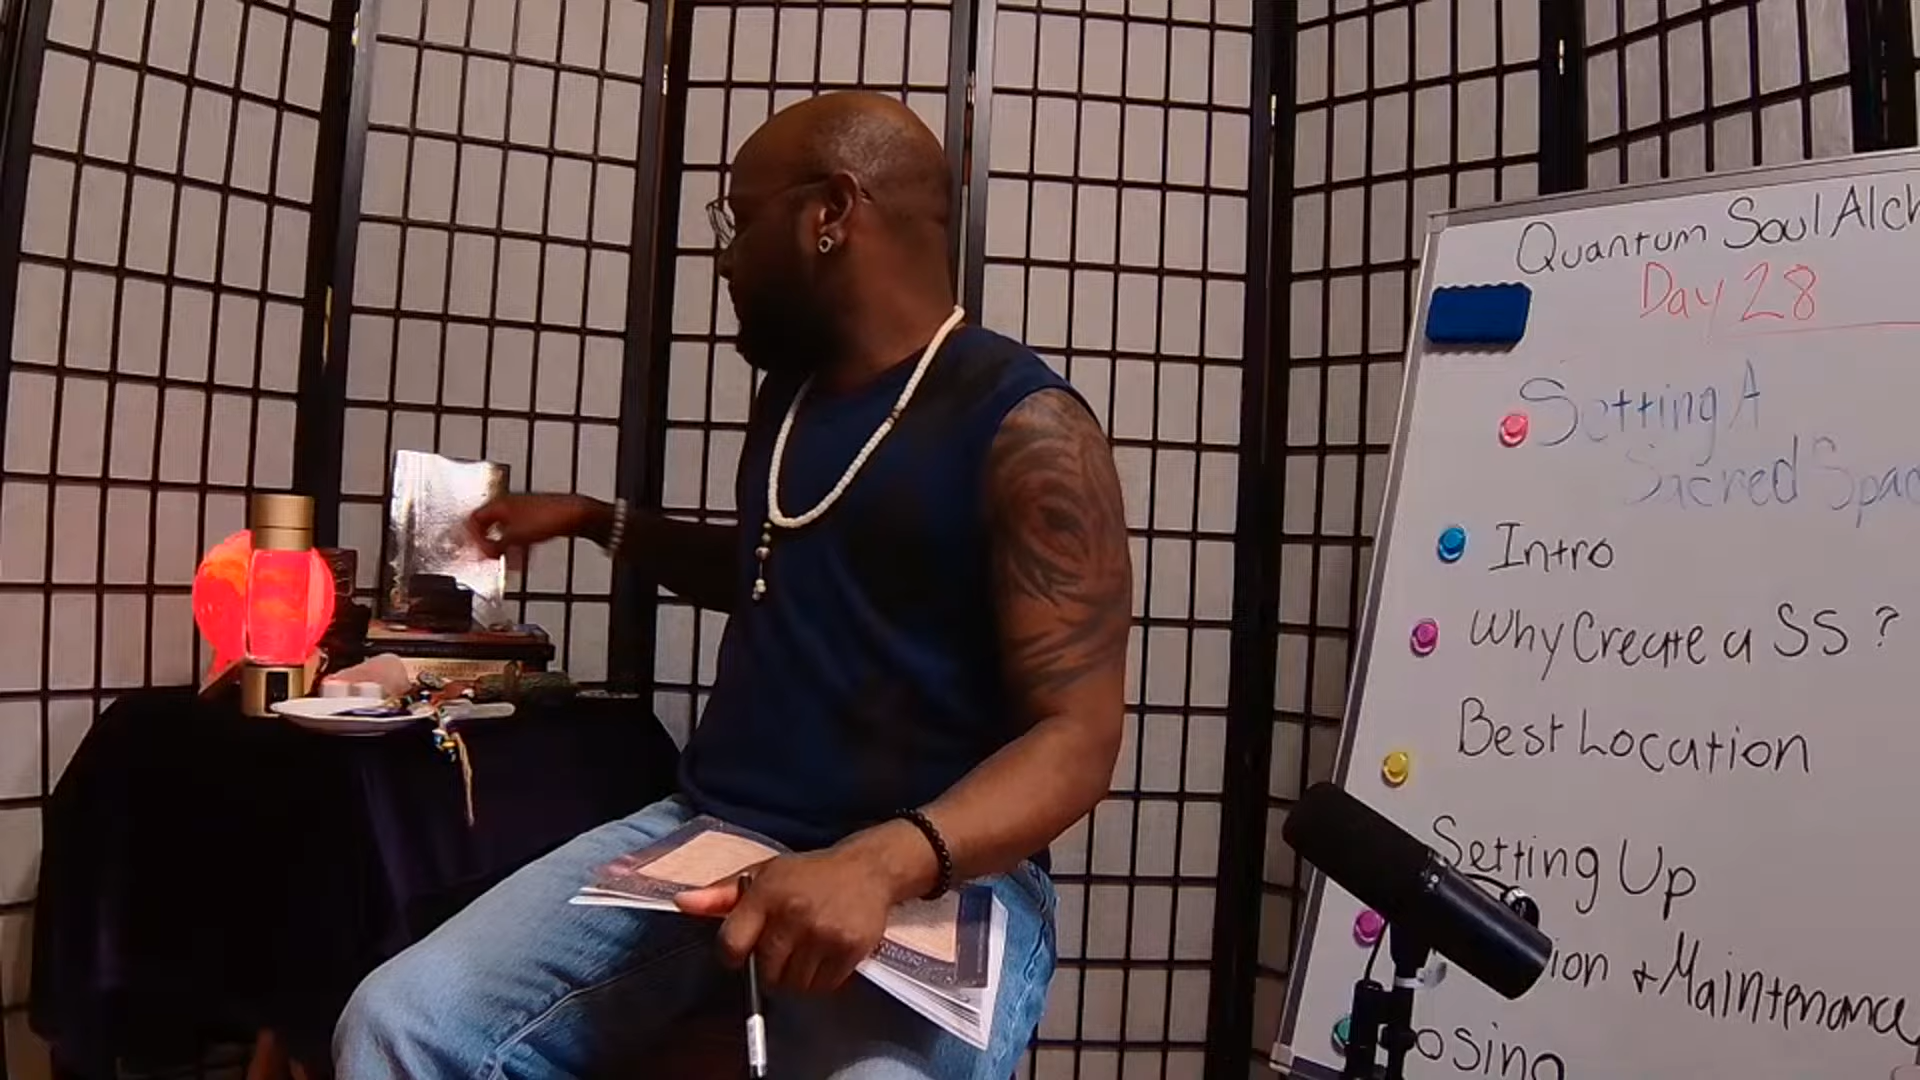 Quantum Soul Alch
Day 28
Setting A
Sacred Spac
Intro
Why Create a SS?
Best Location
Setting Up
ion + Maintenance
osing